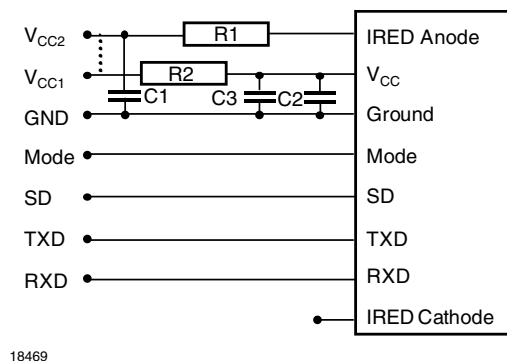 VCC2 R1 IRED Anode
VCC1 R2 VCC
C1 C3 C2
GND Ground
Mode Mode
SD SD
TXD TXD
RXD RXD
IRED Cathode
18469